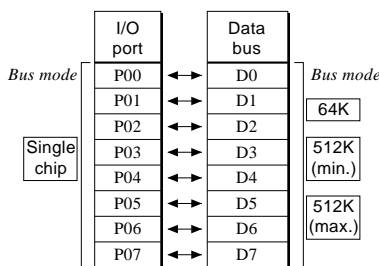 I/O port Data bus
Bus mode P00 D0 Bus mode
P01 D1 64K
P02 D2
Single chip P03 D3 512K (min.)
P04 D4
P05 D5 512K (max.)
P06 D6
P07 D7